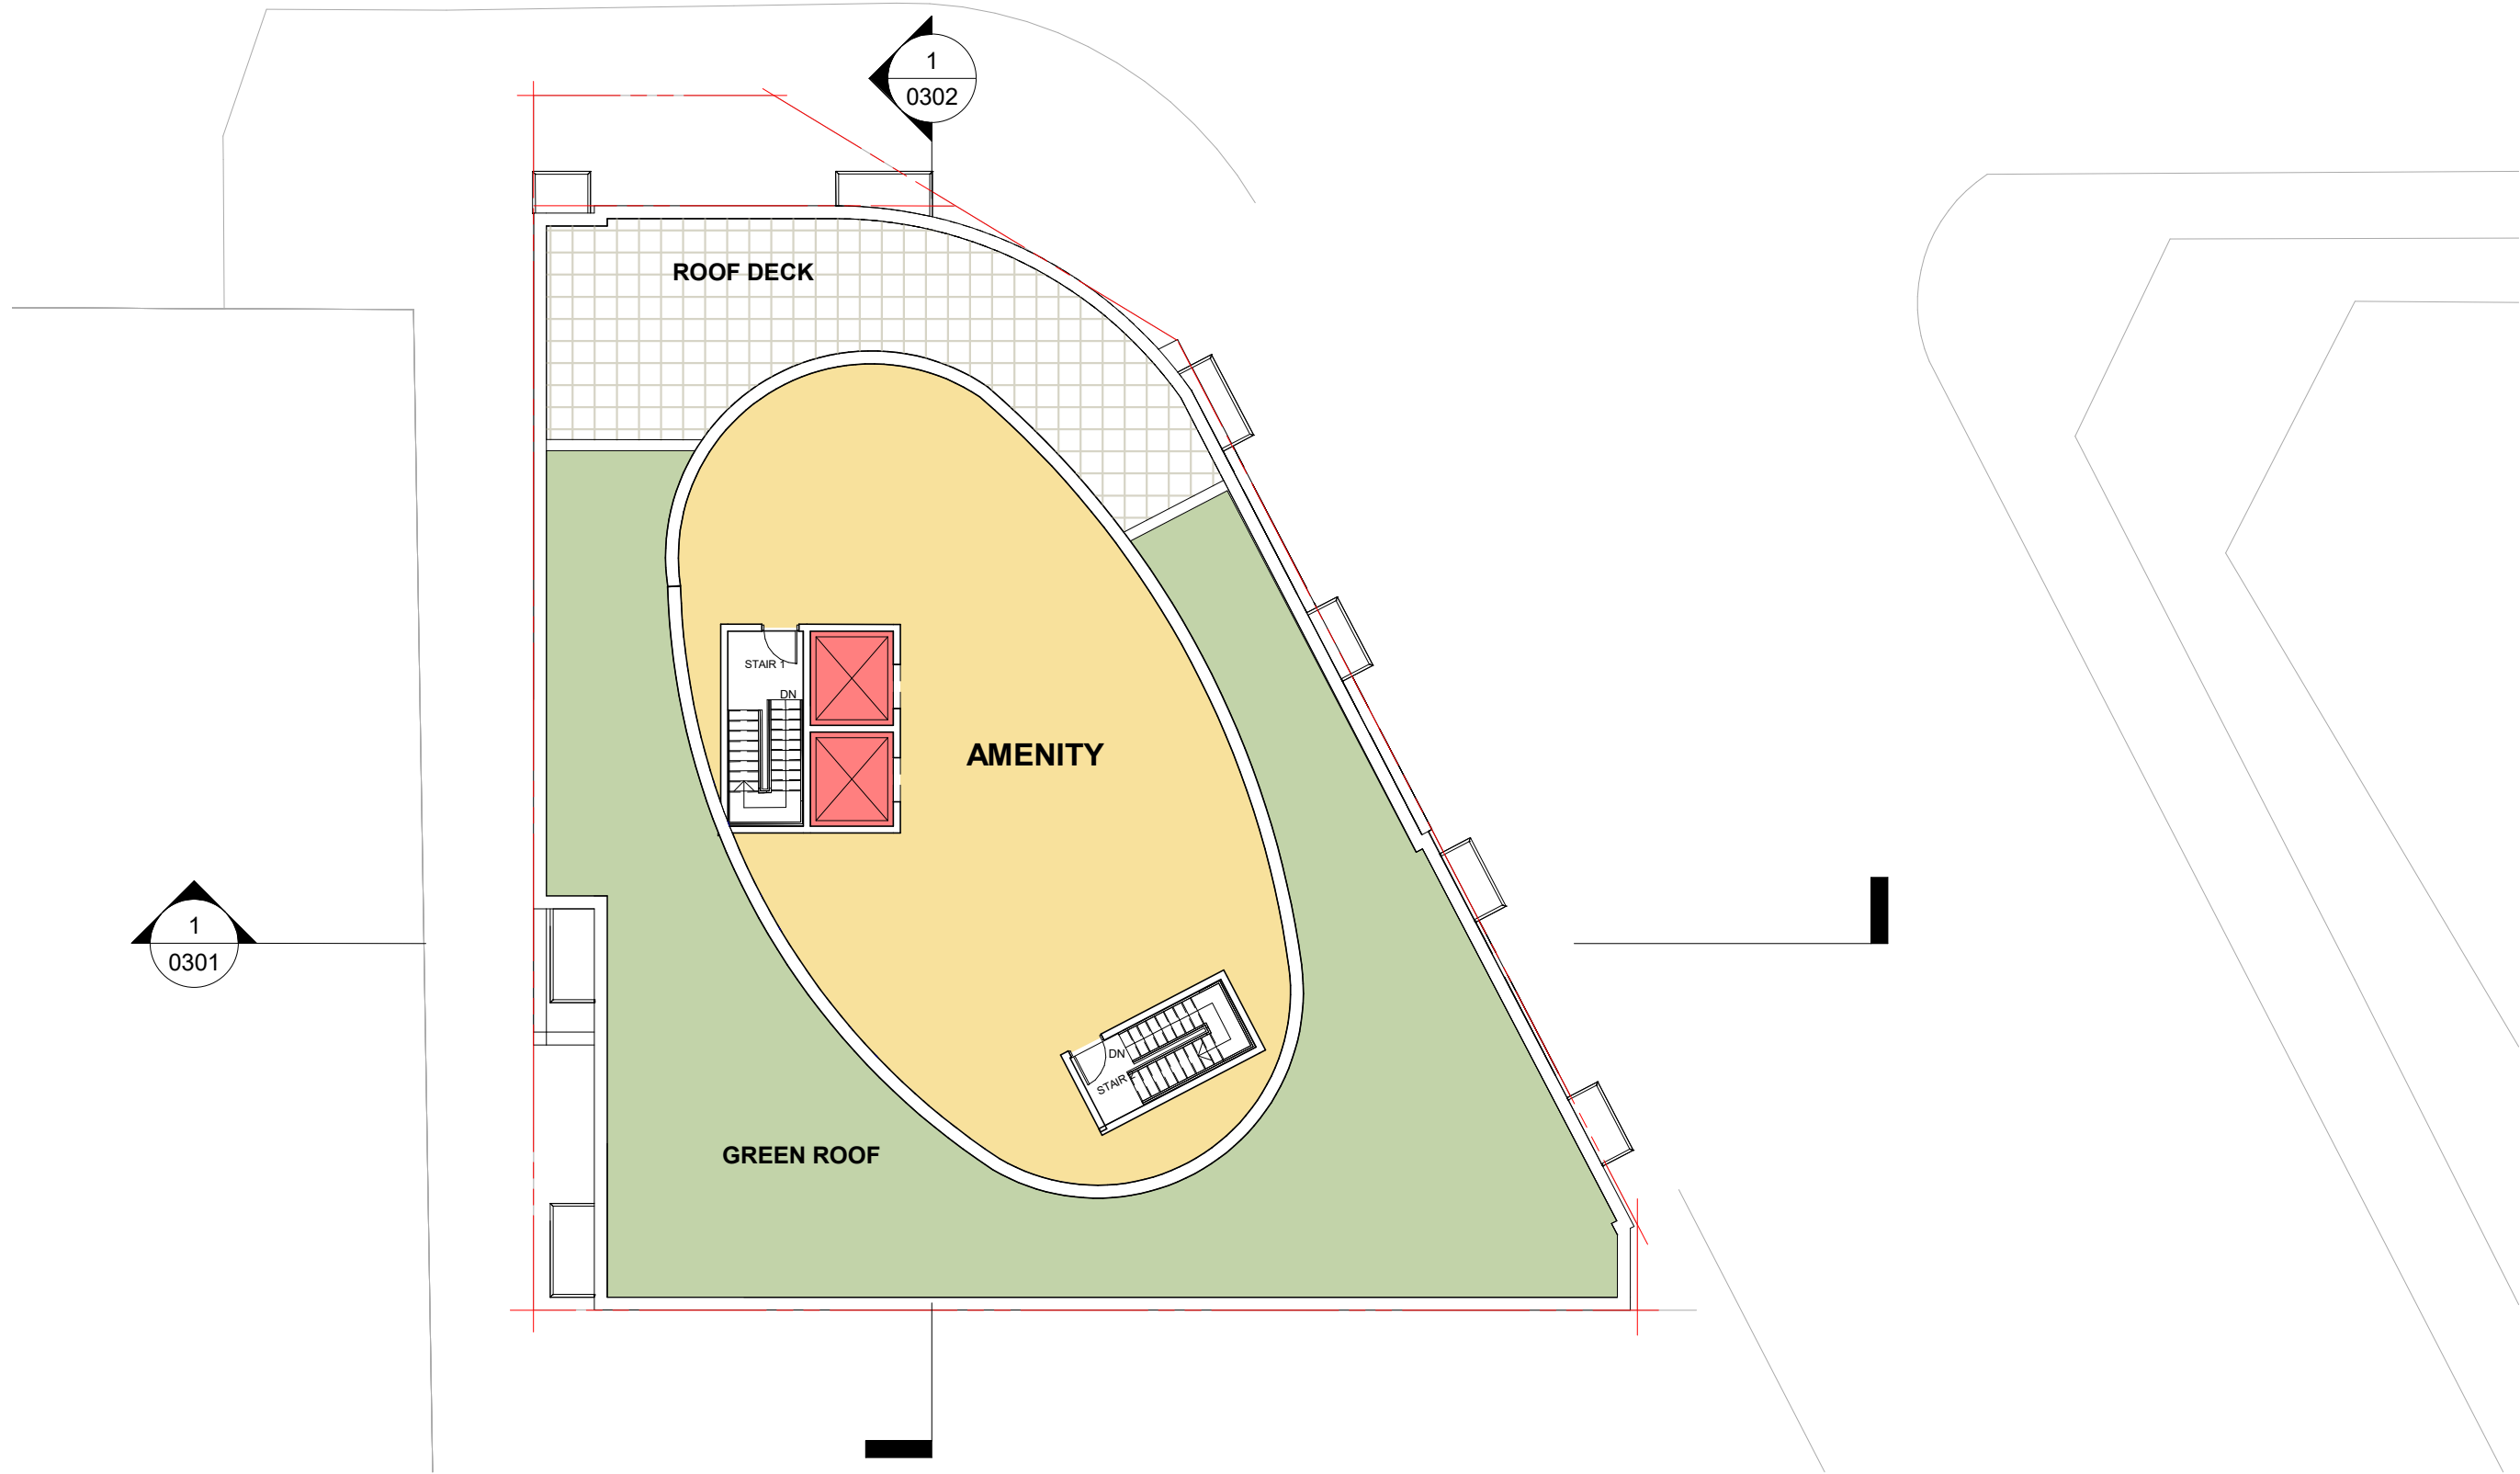 1
0302
ROOF DECK
STAIR 1
DN
AMENITY
1
0301
DN
STAIR
GREEN ROOF